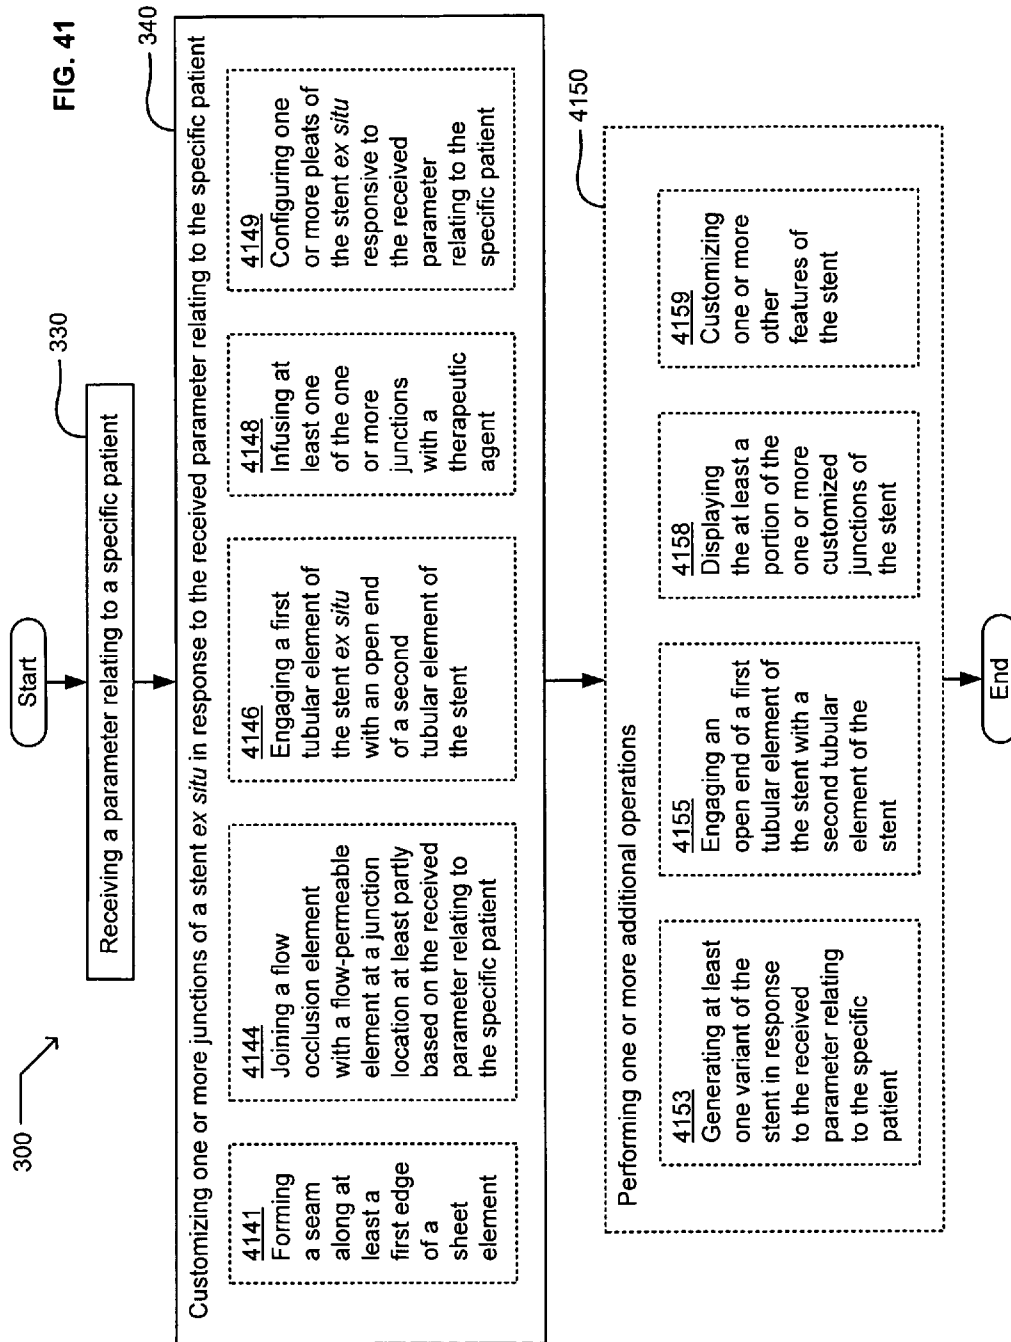 FIG. 41
300
Start
330
Receiving a parameter relating to a specific patient
340
Customizing one or more junctions of a stent ex situ in response to the received parameter relating to the specific patient
4141
Forming
a seam
along at
least a
first edge
of a
sheet
element
4144
Joining a flow
occlusion element
with a flow-permeable
element at a junction
location at least partly
based on the received
parameter relating to
the specific patient
4146
Engaging a first
tubular element of
the stent ex situ
with an open end
of a second
tubular element of
the stent
4148
Infusing at
least one
of the one
or more
junctions
with a
therapeutic
agent
4149
Configuring one
or more pleats of
the stent ex situ
responsive to
the received
parameter
relating to the
specific patient
4150
Performing one or more additional operations
4153
Generating at least
one variant of the
stent in response
to the received
parameter relating
to the specific
patient
4155
Engaging an
open end of a first
tubular element of
the stent with a
second tubular
element of the
stent
4158
Displaying
the at least a
portion of the
one or more
customized
junctions of
the stent
4159
Customizing
one or more
other
features of
the stent
End